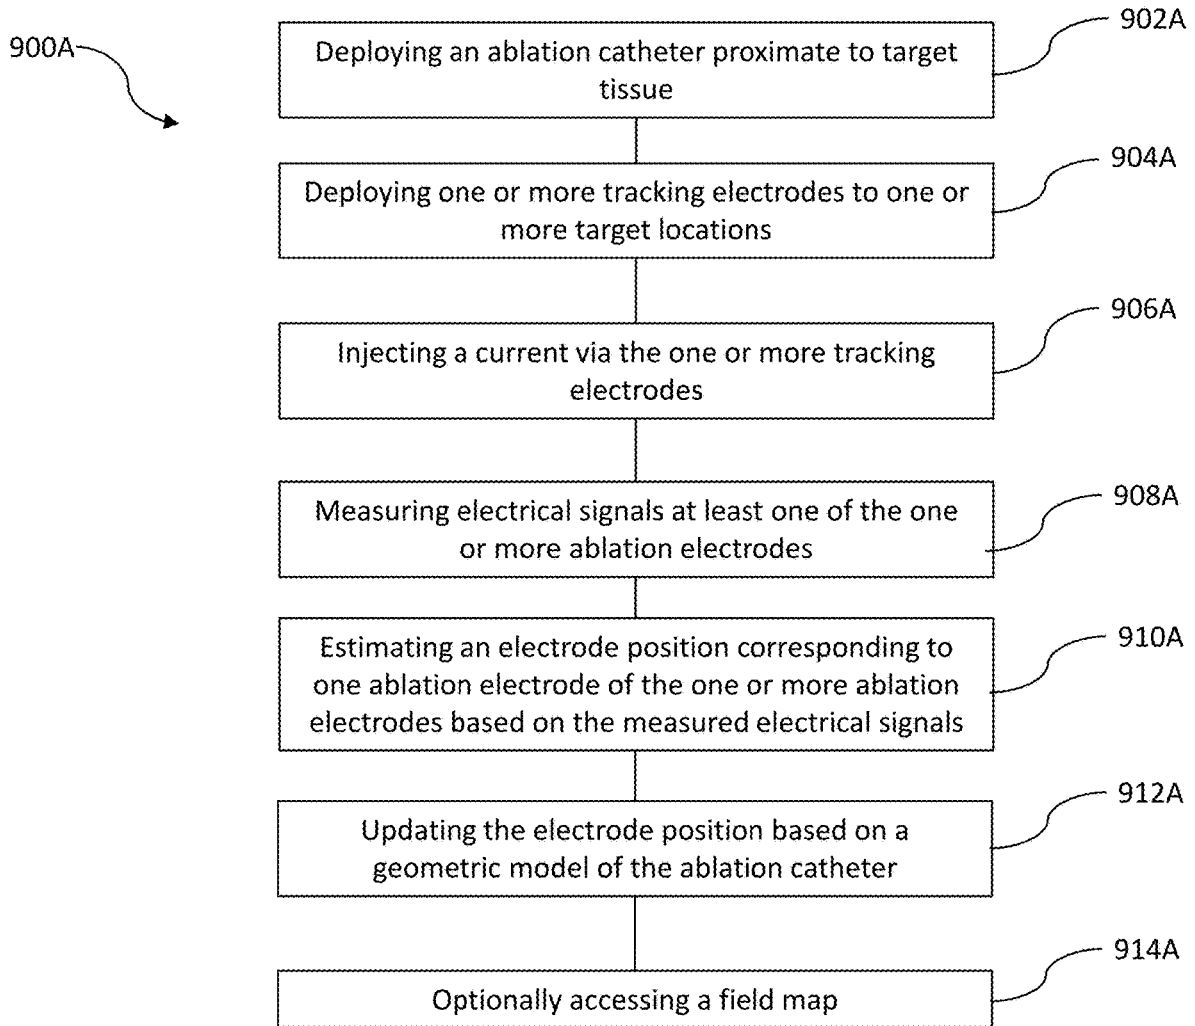 900A
902A
Deploying an ablation catheter proximate to target
tissue
904A
Deploying one or more tracking electrodes to one or
more target locations
906A
Injecting a current via the one or more tracking
electrodes
908A
Measuring electrical signals at least one of the one
or more ablation electrodes
910A
Estimating an electrode position corresponding to
one ablation electrode of the one or more ablation
electrodes based on the measured electrical signals
912A
Updating the electrode position based on a
geometric model of the ablation catheter
914A
Optionally accessing a field map